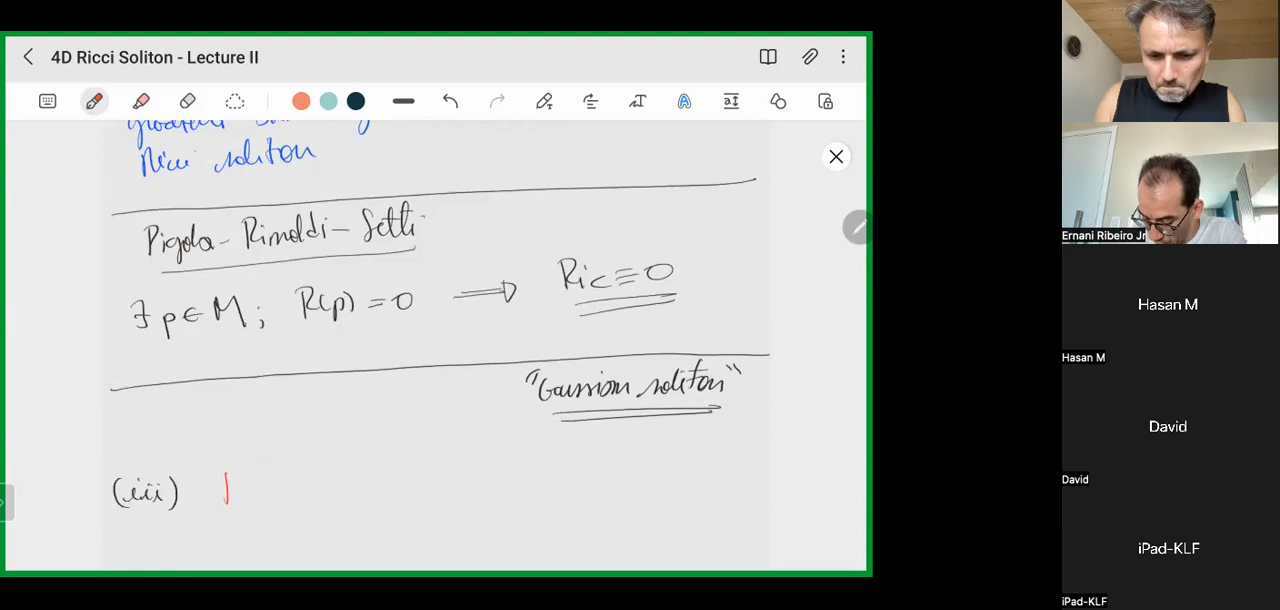 4D Ricci Soliton - Lecture II
Ricci soliton
Pigola - Rimoldi - Setti
∃ p ∈ M ; R(p) = 0 ⟹ Ric ≡ 0
"Gaussian soliton"
(iii)
Ernani Ribeiro Jr
Hasan M
Hasan M
David
David
iPad-KLF
iPad-KLF